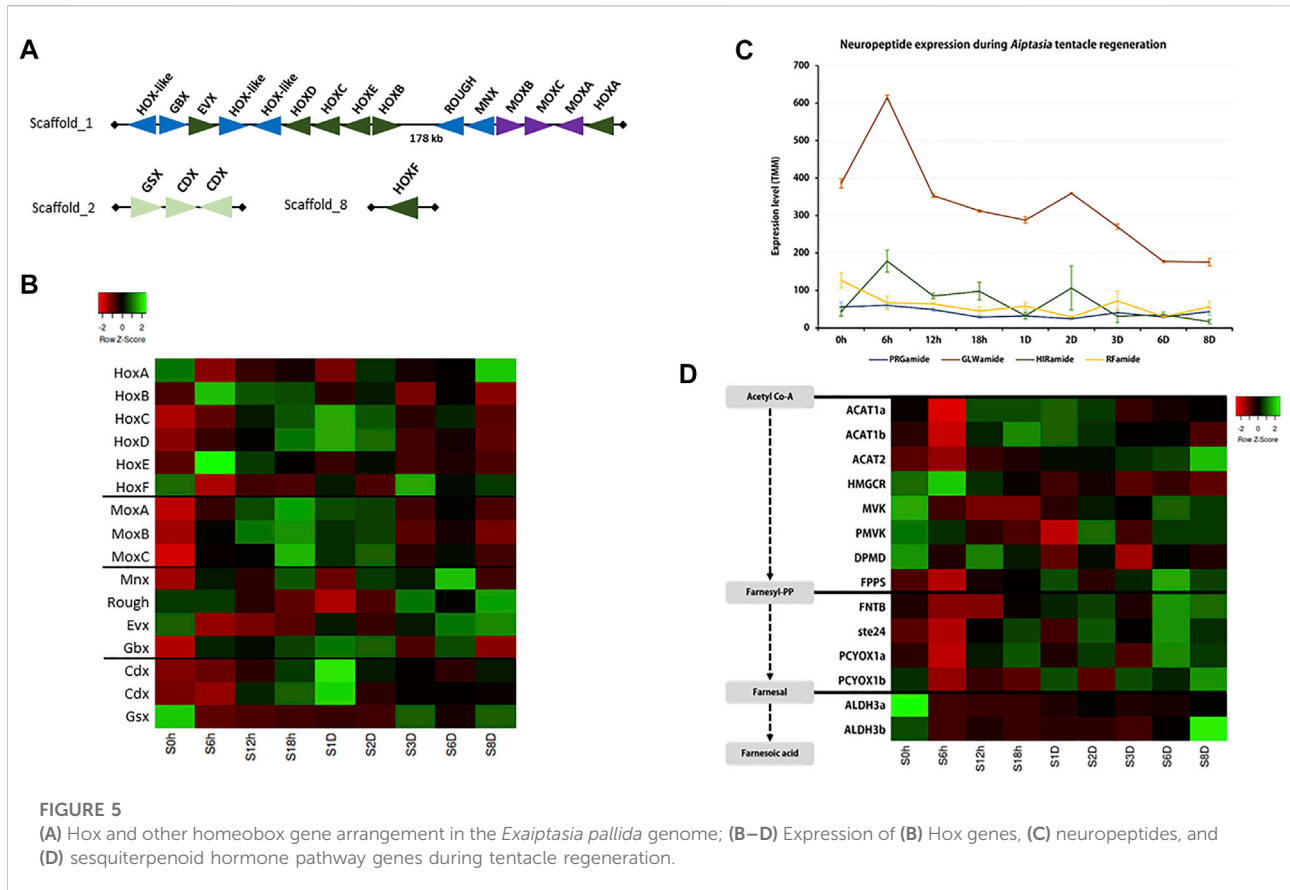 A
HOX-like GBX EVX HOX-like HOX-like HOXD HOXC HOXE HOXB ROUGH MNX MOXB MOXC MOXA HOXA
Scaffold_1
178 kb
GSX CDX CDX HOXF
Scaffold_2 Scaffold_8
B
-2 0 2
Row Z-Score
HoxA
HoxB
HoxC
HoxD
HoxE
HoxF
MoxA
MoxB
MoxC
Mnx
Rough
Evx
Gbx
Cdx
Cdx
Gsx
S0h S6h S12h S18h S1D S2D S3D S6D S8D
C
Neuropeptide expression during Aiptasia tentacle regeneration
Expression level (TMM)
700
600
500
400
300
200
100
0
0h 6h 12h 18h 1D 2D 3D 6D 8D
PRGamide GLWamide HIRamide RFamide
D
Acetyl Co-A
Farnesyl-PP
Farnesal
Farnesoic acid
-2 0 2
Row Z-Score
ACAT1a
ACAT1b
ACAT2
HMGCR
MVK
PMVK
DPMD
FPPS
FNTB
ste24
PCYOX1a
PCYOX1b
ALDH3a
ALDH3b
S0h S6h S12h S18h S1D S2D S3D S6D S8D
FIGURE 5
(A) Hox and other homeobox gene arrangement in the Exaiptasia pallida genome; (B–D) Expression of (B) Hox genes, (C) neuropeptides, and
(D) sesquiterpenoid hormone pathway genes during tentacle regeneration.